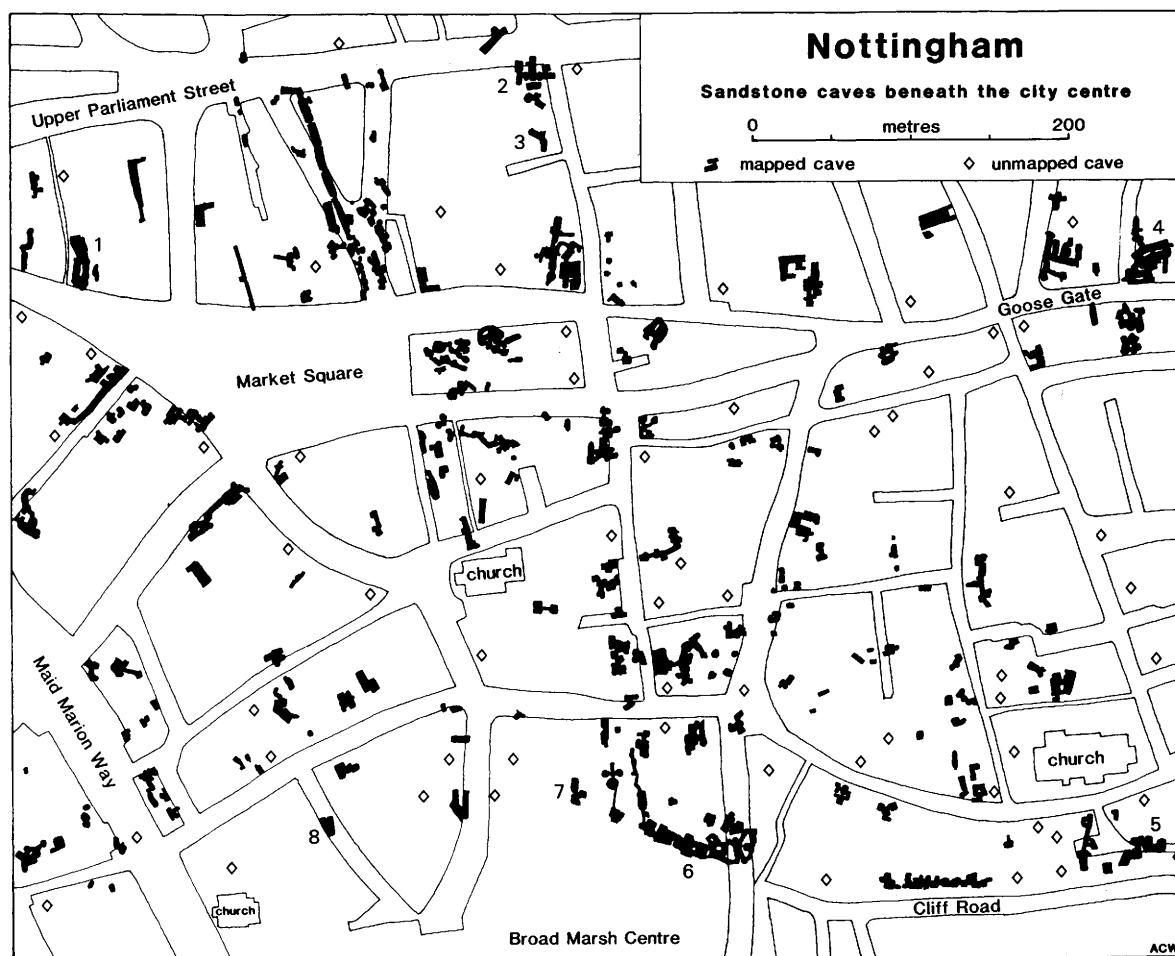 Nottingham
Sandstone caves beneath the city centre
0 metres 200
mapped cave unmapped cave
Upper Parliament Street
2
3
1
4
Goose Gate
Market Square
church
Maid Marion Way
church
7
8
5
6
church
Cliff Road
Broad Marsh Centre
ACW